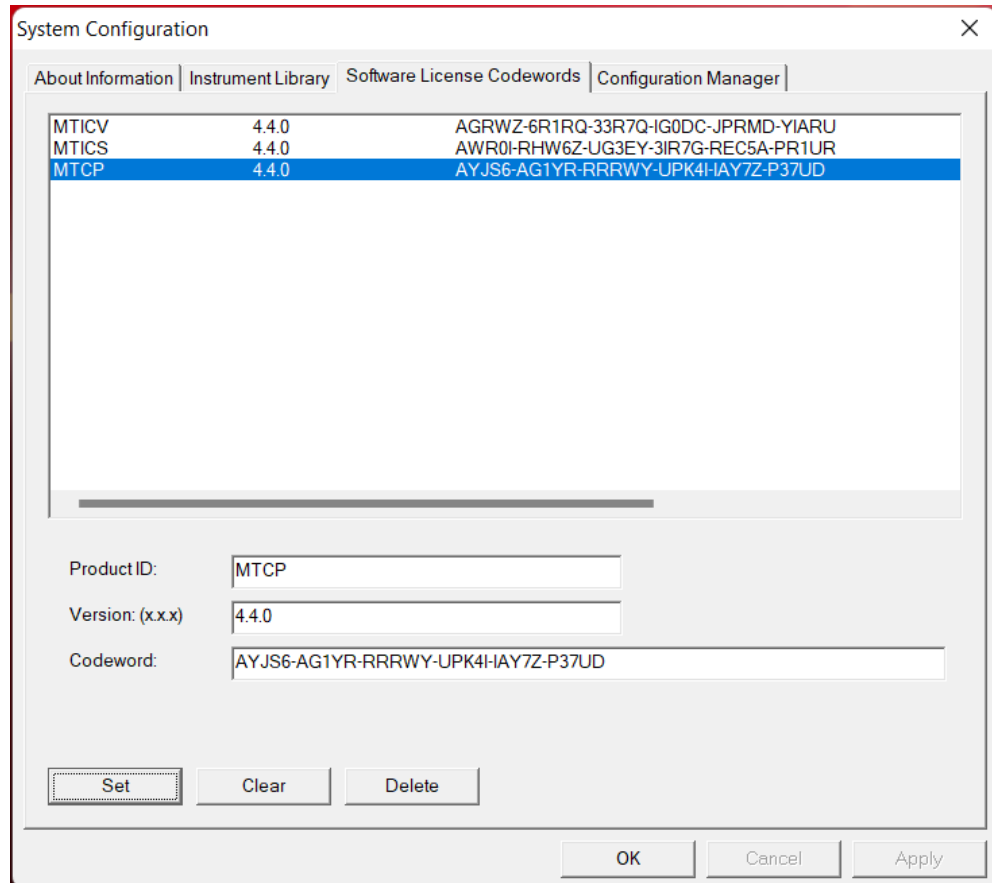 System Configuration
About Information Instrument Library Software License Codewords Configuration Manager
MTICV 4.4.0 AGRWZ-6R1RQ-33R7Q-IG0DC-JPRMD-YIARU
MTICS 4.4.0 AWR0I-RHW6Z-UG3EY-3IR7G-REC5A-PR1UR
MTCP 4.4.0 AYJS6-AG1YR-RRRWY-UPK4I-IAY7Z-P37UD
Product ID: MTCP
Version: (x.x.x) 4.4.0
Codeword: AYJS6-AG1YR-RRRWY-UPK4I-IAY7Z-P37UD
Set Clear Delete
OK Cancel Apply